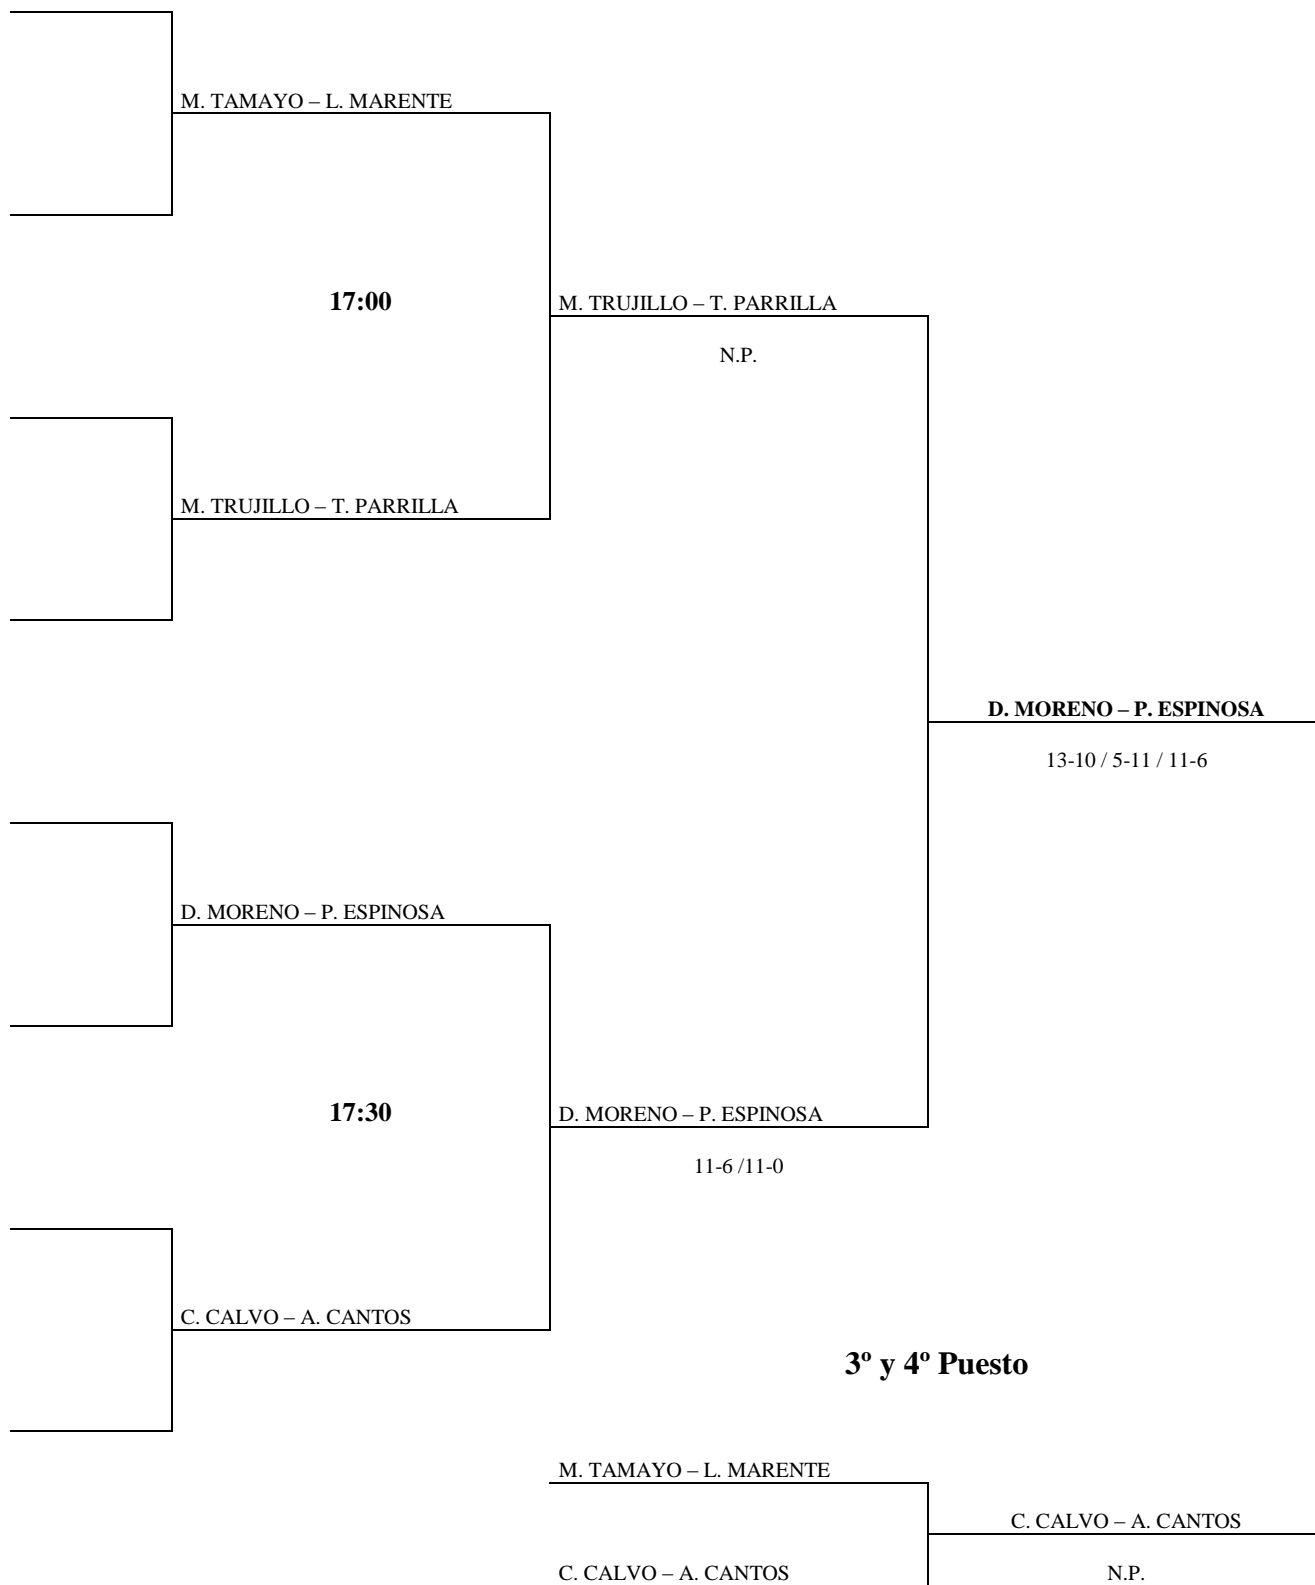 M. TAMAYO – L. MARENTE
17:00
M. TRUJILLO – T. PARRILLA
N.P.
M. TRUJILLO – T. PARRILLA
D. MORENO – P. ESPINOSA
13-10 / 5-11 / 11-6
D. MORENO – P. ESPINOSA
17:30
D. MORENO – P. ESPINOSA
11-6 /11-0
C. CALVO – A. CANTOS
3º y 4º Puesto
M. TAMAYO – L. MARENTE
C. CALVO – A. CANTOS
C. CALVO – A. CANTOS
N.P.